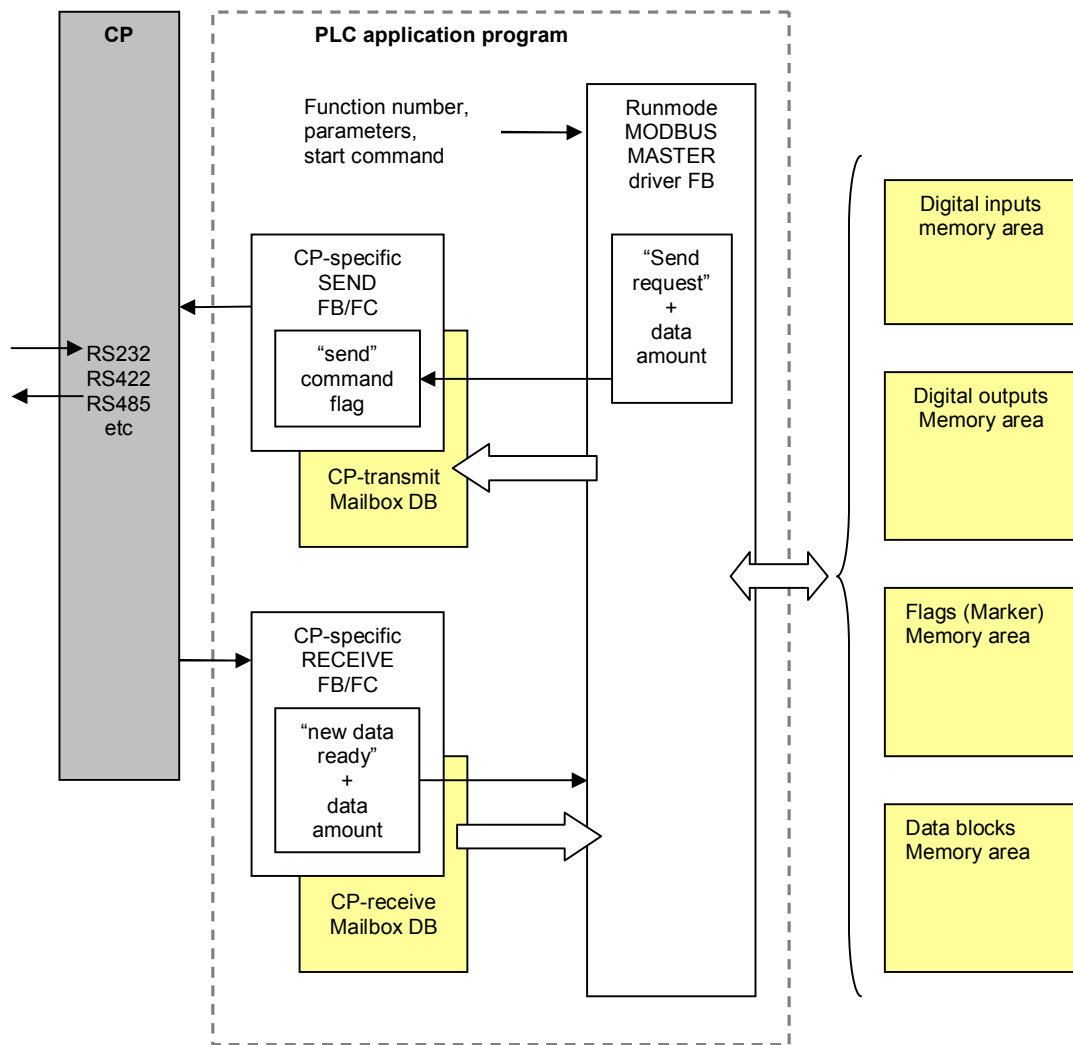 CP
PLC application program
Function number,
parameters,
start command
Runmode
MODBUS
MASTER
driver FB
“Send
request”
+
data
amount
CP-specific
SEND
FB/FC
“send”
command
flag
CP-transmit
Mailbox DB
RS232
RS422
RS485
etc
CP-specific
RECEIVE
FB/FC
“new data
ready”
+
data
amount
CP-receive
Mailbox DB
Digital inputs
memory area
Digital outputs
Memory area
Flags (Marker)
Memory area
Data blocks
Memory area